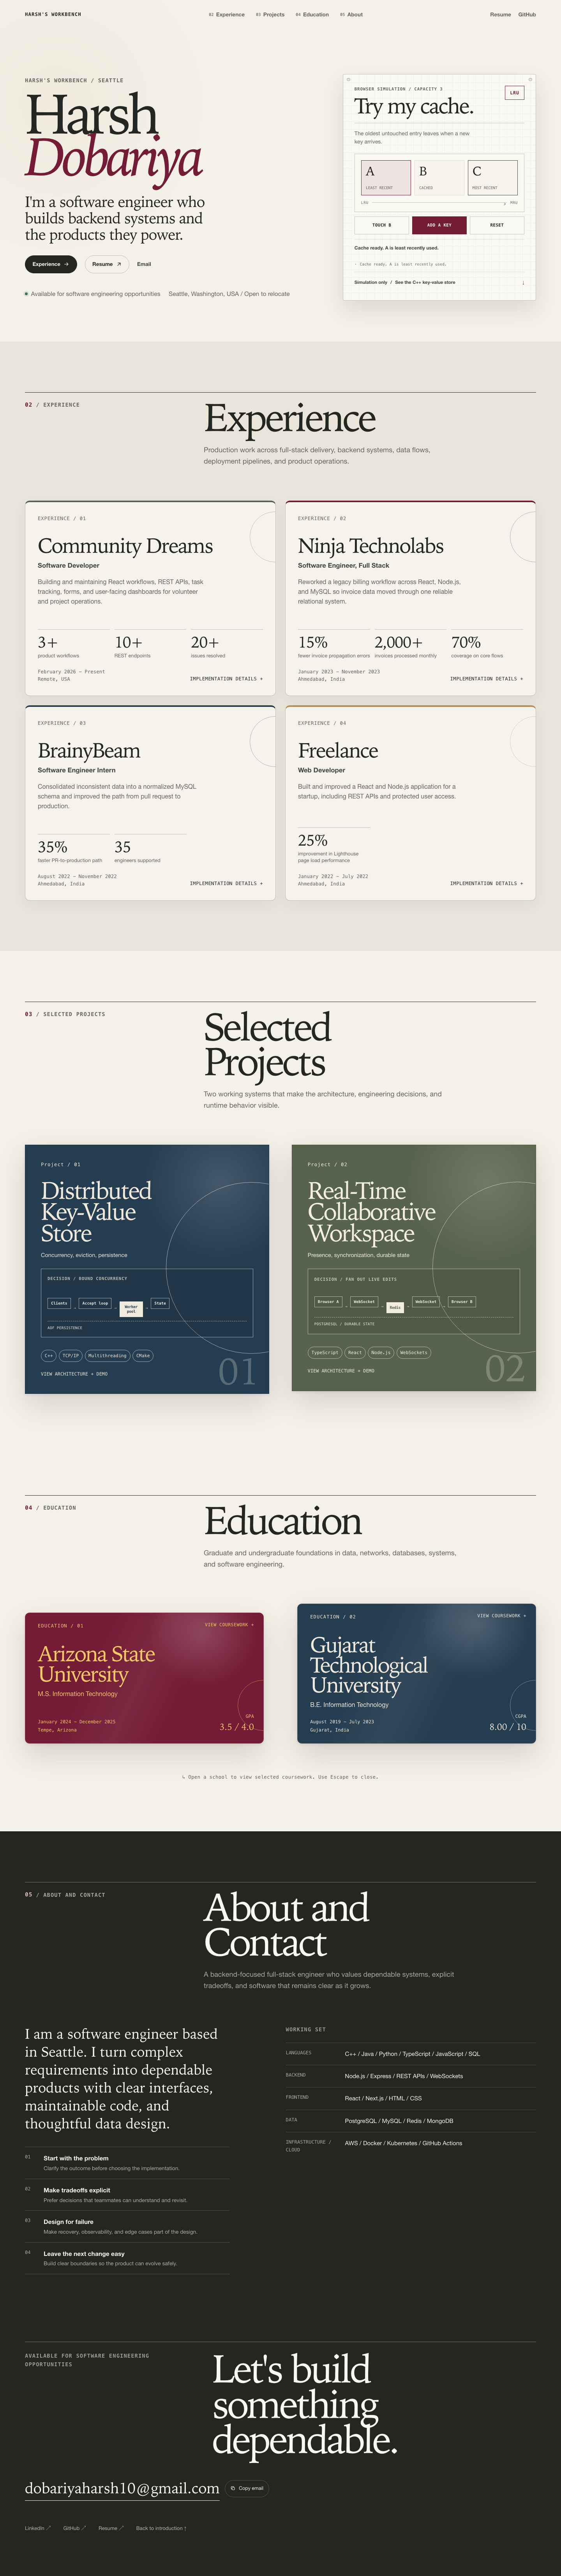 HARSH'S WORKBENCH
02 Experience
03 Projects
04 Education
05 About
Resume
GitHub
HARSH'S WORKBENCH / SEATTLE
Harsh
Dobariya
I'm a software engineer who
builds backend systems and
the products they power.
Experience →
Resume ↗
Email
Available for software engineering opportunities
Seattle, Washington, USA / Open to relocate
BROWSER SIMULATION / CAPACITY 3
Try my cache.
LRU
The oldest untouched entry leaves when a new
key arrives.
A
LEAST RECENT
B
CACHED
C
MOST RECENT
LRU
MRU
TOUCH B
ADD A KEY
RESET
Cache ready. A is least recently used.
Cache ready. A is least recently used.
Simulation only / See the C++ key-value store ↓
02 / EXPERIENCE
Experience
Production work across full-stack delivery, backend systems, data flows,
deployment pipelines, and product operations.
EXPERIENCE / 01
Community Dreams
Software Developer
Building and maintaining React workflows, REST APIs, task
tracking, forms, and user-facing dashboards for volunteer
and project operations.
3+
product workflows
10+
REST endpoints
20+
issues resolved
February 2026 – Present
Remote, USA
IMPLEMENTATION DETAILS +
EXPERIENCE / 02
Ninja Technolabs
Software Engineer, Full Stack
Reworked a legacy billing workflow across React, Node.js,
and MySQL so invoice data moved through one reliable
relational system.
15%
fewer invoice propagation errors
2,000+
invoices processed monthly
70%
coverage on core flows
January 2023 – November 2023
Ahmedabad, India
IMPLEMENTATION DETAILS +
EXPERIENCE / 03
BrainyBeam
Software Engineer Intern
Consolidated inconsistent data into a normalized MySQL
schema and improved the path from pull request to
production.
35%
faster PR-to-production path
35
engineers supported
August 2022 – November 2022
Ahmedabad, India
IMPLEMENTATION DETAILS +
EXPERIENCE / 04
Freelance
Web Developer
Built and improved a React and Node.js application for a
startup, including REST APIs and protected user access.
25%
improvement in Lighthouse
page load performance
January 2022 – July 2022
Ahmedabad, India
IMPLEMENTATION DETAILS +
03 / SELECTED PROJECTS
Selected
Projects
Two working systems that make the architecture, engineering decisions, and
runtime behavior visible.
Project / 01
Distributed
Key-Value
Store
Concurrency, eviction, persistence
DECISION / BOUND CONCURRENCY
Clients
Accept loop
Worker
pool
State
AOF PERSISTENCE
C++
TCP/IP
Multithreading
CMake
VIEW ARCHITECTURE + DEMO
01
Project / 02
Real-Time
Collaborative
Workspace
Presence, synchronization, durable state
DECISION / FAN OUT LIVE EDITS
Browser A
WebSocket
Redis
WebSocket
Browser B
POSTGRESQL / DURABLE STATE
TypeScript
React
Node.js
WebSockets
VIEW ARCHITECTURE + DEMO
02
04 / EDUCATION
Education
Graduate and undergraduate foundations in data, networks, databases, systems,
and software engineering.
EDUCATION / 01
VIEW COURSEWORK +
Arizona State
University
M.S. Information Technology
January 2024 – December 2025
Tempe, Arizona
GPA
3.5 / 4.0
EDUCATION / 02
VIEW COURSEWORK +
Gujarat
Technological
University
B.E. Information Technology
August 2019 – July 2023
Gujarat, India
CGPA
8.00 / 10
↳ Open a school to view selected coursework. Use Escape to close.
05 / ABOUT AND CONTACT
About and
Contact
A backend-focused full-stack engineer who values dependable systems, explicit
tradeoffs, and software that remains clear as it grows.
I am a software engineer based
in Seattle. I turn complex
requirements into dependable
products with clear interfaces,
maintainable code, and
thoughtful data design.
01
Start with the problem
Clarify the outcome before choosing the implementation.
02
Make tradeoffs explicit
Prefer decisions that teammates can understand and revisit.
03
Design for failure
Make recovery, observability, and edge cases part of the design.
04
Leave the next change easy
Build clear boundaries so the product can evolve safely.
WORKING SET
LANGUAGES
C++ / Java / Python / TypeScript / JavaScript / SQL
BACKEND
Node.js / Express / REST APIs / WebSockets
FRONTEND
React / Next.js / HTML / CSS
DATA
PostgreSQL / MySQL / Redis / MongoDB
INFRASTRUCTURE /
CLOUD
AWS / Docker / Kubernetes / GitHub Actions
AVAILABLE FOR SOFTWARE ENGINEERING
OPPORTUNITIES
Let's build
something
dependable.
dobariyaharsh10@gmail.com
Copy email
LinkedIn ↗
GitHub ↗
Resume ↗
Back to introduction ↑